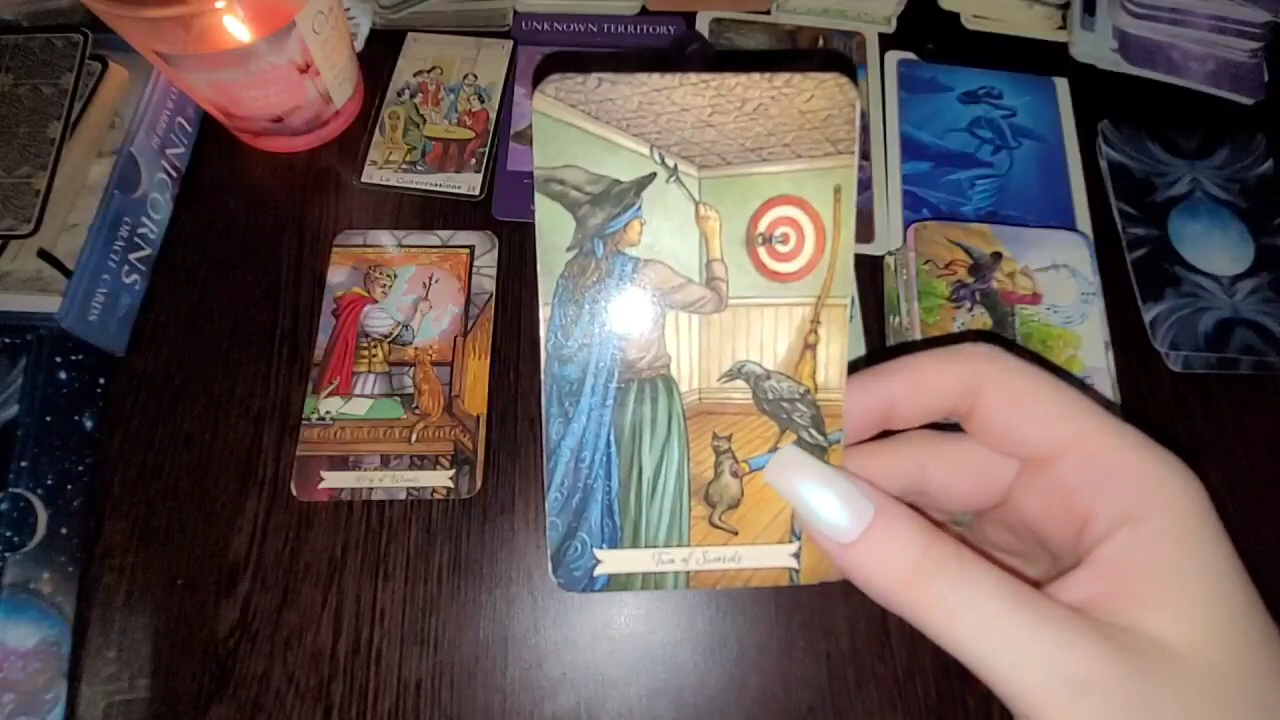 UNKNOWN TERRITORY
UNICORNS
ORACLE CARDS
La Conversazione
King of Wands
Two of Swords